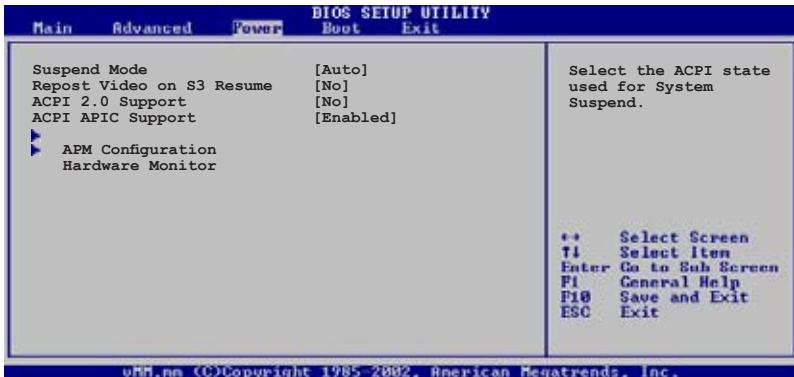 BIOS SETUP UTILITY
Main Advanced Power Boot Exit
Suspend Mode [Auto]
Repost Video on S3 Resume [No]
ACPI 2.0 Support [No]
ACPI APIC Support [Enabled]
APM Configuration
Hardware Monitor
Select the ACPI state
used for System
Suspend.
↔ Select Screen
↑↓ Select Item
Enter Go to Sub Screen
F1 General Help
F10 Save and Exit
ESC Exit
(C)Copyright 1985-2002, American Megatrends, Inc.